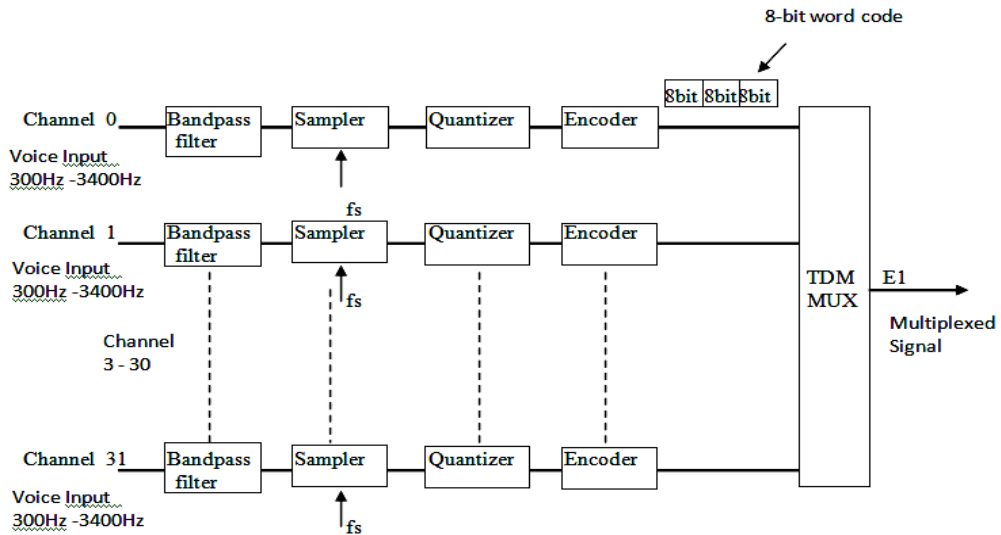 8-bit word code
8bit 8bit 8bit
Channel 0
Bandpass
filter
Sampler
Quantizer
Encoder
Voice Input
300Hz -3400Hz
fs
Channel 1
Bandpass
filter
Sampler
Quantizer
Encoder
Voice Input
300Hz -3400Hz
fs
TDM
MUX
E1
Multiplexed
Signal
Channel
3 - 30
Channel 31
Bandpass
filter
Sampler
Quantizer
Encoder
Voice Input
300Hz -3400Hz
fs